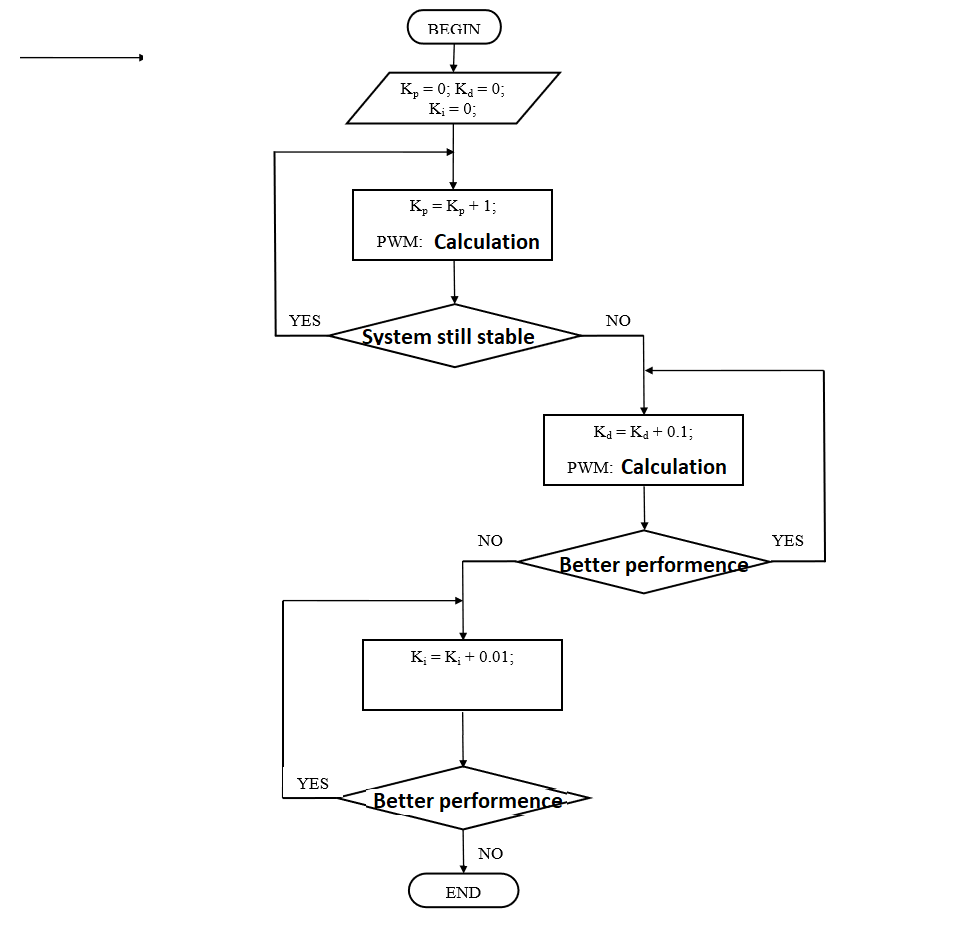 BEGIN
Kp = 0; Kd = 0;
Ki = 0;
Kp = Kp + 1;
PWM: Calculation
YES
NO
System still stable
Kd = Kd + 0.1;
PWM: Calculation
NO
YES
Better performence
Ki = Ki + 0.01;
YES
Better performence
NO
END